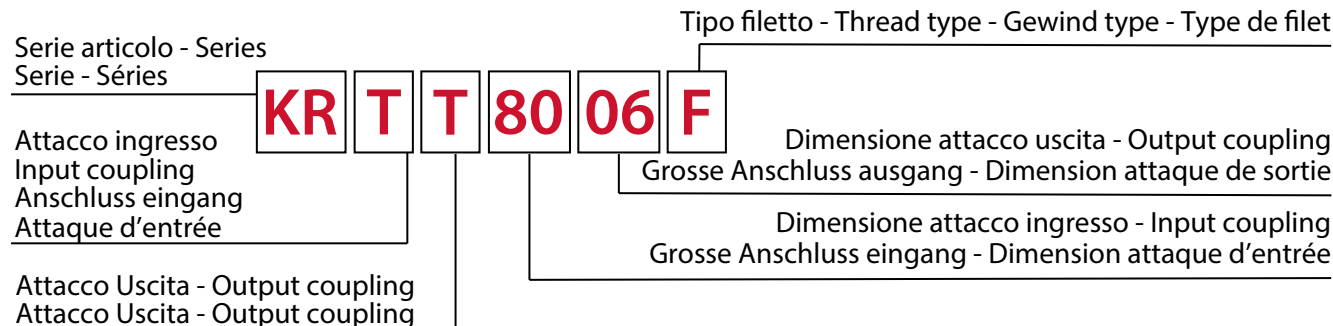 Tipo filetto - Thread type - Gewind type - Type de filet
Serie articolo - Series
Serie - Séries
KR T T 80 06 F
Attacco ingresso
Input coupling
Anschluss eingang
Attaque d’entrée
Dimensione attacco uscita - Output coupling
Grosse Anschluss ausgang - Dimension attaque de sortie
Dimensione attacco ingresso - Input coupling
Grosse Anschluss eingang - Dimension attaque d’entrée
Attacco Uscita - Output coupling
Attacco Uscita - Output coupling